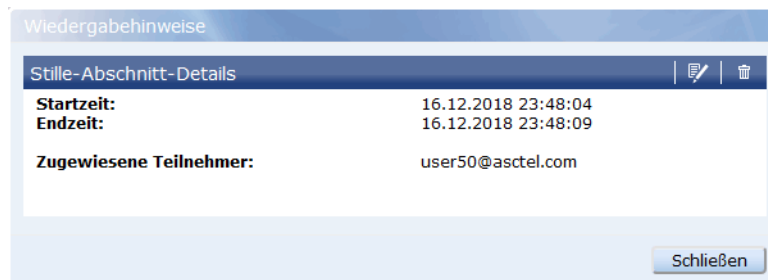 Wiedergabehinweise
Stille-Abschnitt-Details
Startzeit: 16.12.2018 23:48:04
Endzeit: 16.12.2018 23:48:09
Zugewiesene Teilnehmer: user50@asctel.com
Schließen